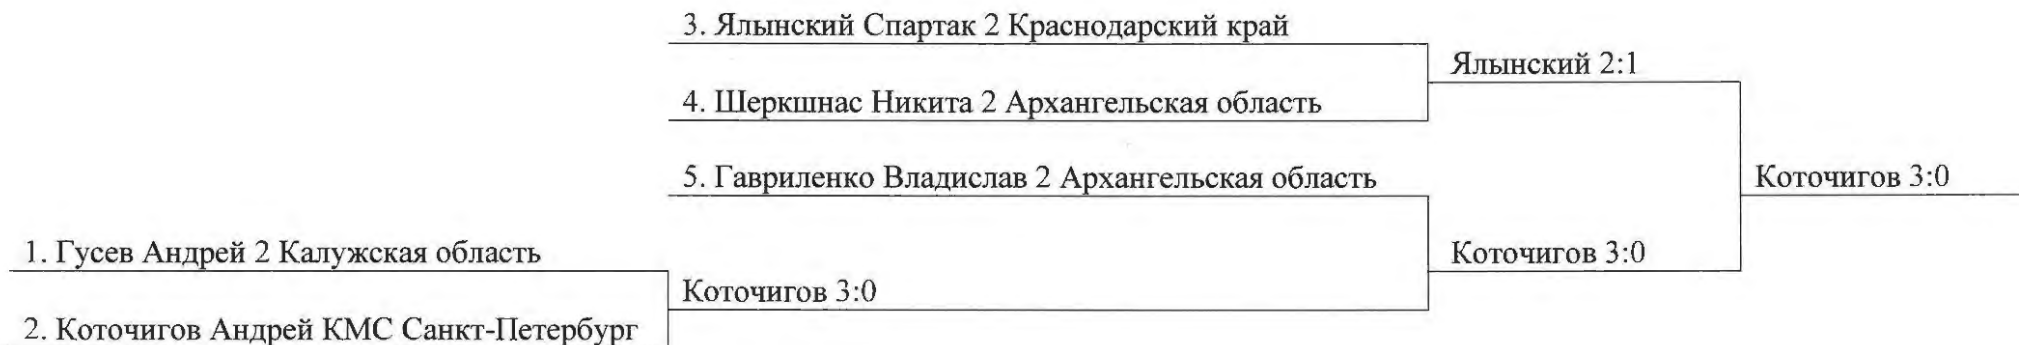 3. Ялынский Спартак 2 Краснодарский край
Ялынский 2:1
4. Шеркшнас Никита 2 Архангельская область
5. Гавриленко Владислав 2 Архангельская область
Коточигов 3:0
1. Гусев Андрей 2 Калужская область
Коточигов 3:0
Коточигов 3:0
2. Коточигов Андрей КМС Санкт-Петербург